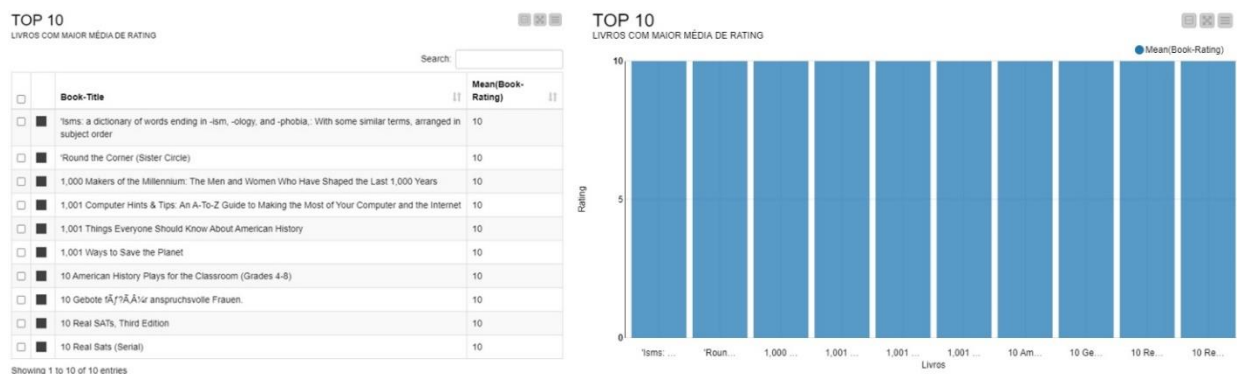 TOP 10
LIVROS COM MAIOR MÉDIA DE RATING
Search:
Book-Title
Mean(Book-
Rating)
'Isms: a dictionary of words ending in -ism, -ology, and -phobia,: With some similar terms, arranged in 10
subject order
'Round the Corner (Sister Circle) 10
1,000 Makers of the Millennium: The Men and Women Who Have Shaped the Last 1,000 Years 10
1,001 Computer Hints & Tips: An A-To-Z Guide to Making the Most of Your Computer and the Internet 10
1,001 Things Everyone Should Know About American History 10
1,001 Ways to Save the Planet 10
10 American History Plays for the Classroom (Grades 4-8) 10
10 Gebote fÃƒ?Ã‚Â¼r anspruchsvolle Frauen. 10
10 Real SATs, Third Edition 10
10 Real Sats (Serial) 10
Showing 1 to 10 of 10 entries
TOP 10
LIVROS COM MAIOR MÉDIA DE RATING
Mean(Book-Rating)
10
5
0
Rating
'Isms: ... 'Roun... 1,000 ... 1,001 ... 1,001 ... 1,001 ... 10 Am... 10 Ge... 10 Re... 10 Re...
Livros